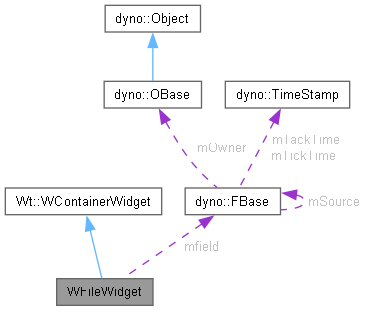 dyno::Object
dyno::OBase
dyno::TimeStamp
mTackTime
mTickTime
mOwner
Wt::WContainerWidget
dyno::FBase
mSource
mfield
WFileWidget